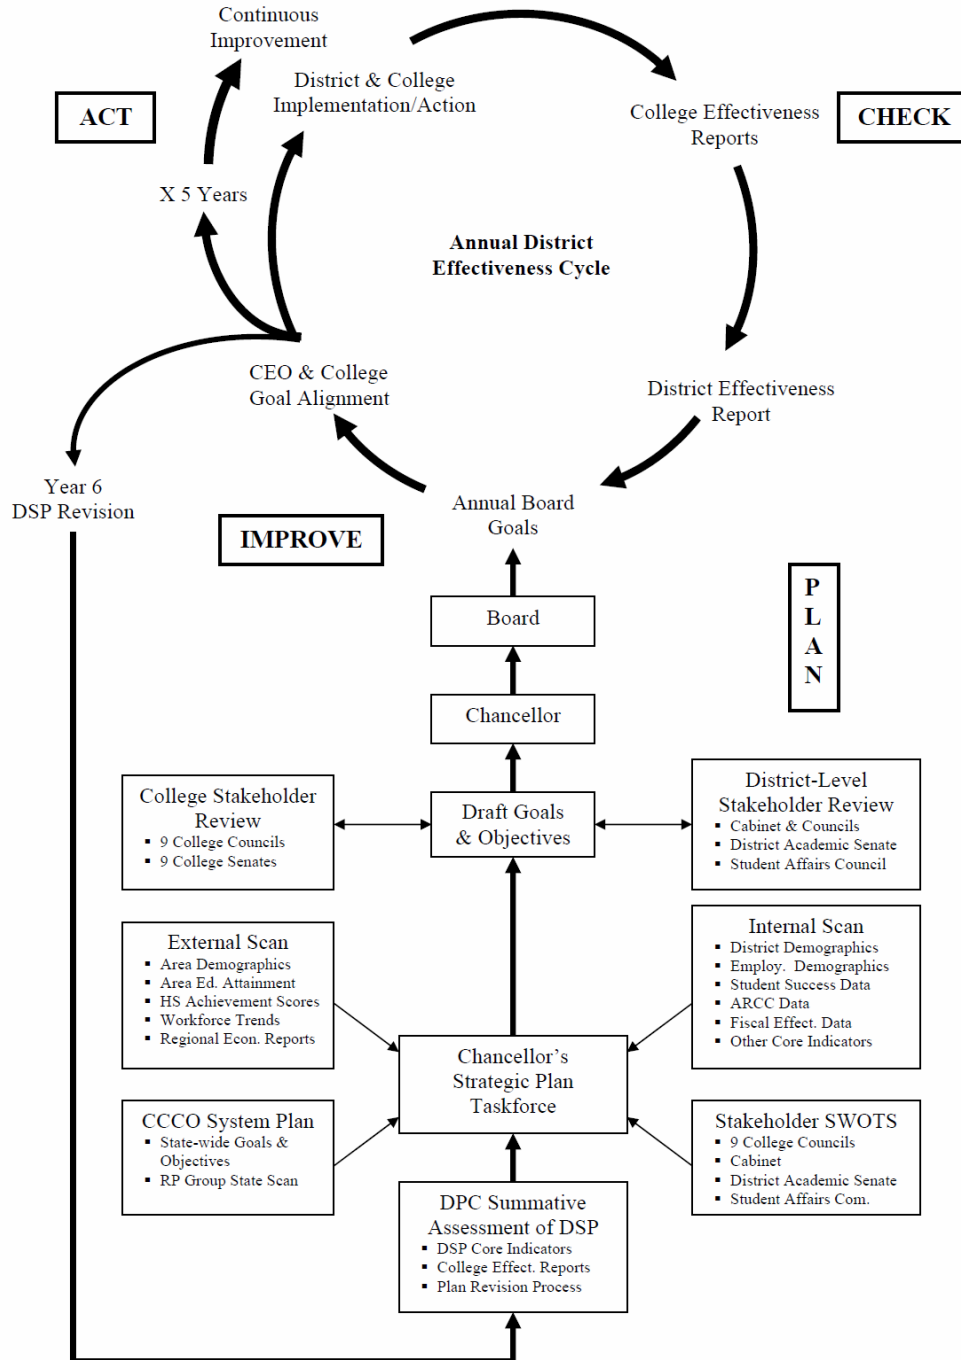 Continuous
Improvement
District & College
Implementation/Action
ACT
College Effectiveness
Reports
CHECK
X 5 Years
Annual District
Effectiveness Cycle
CEO & College
Goal Alignment
District Effectiveness
Report
Year 6
DSP Revision
Annual Board
Goals
IMPROVE
P
L
A
N
Board
Chancellor
College Stakeholder
Review
▪ 9 College Councils
▪ 9 College Senates
Draft Goals
& Objectives
District-Level
Stakeholder Review
▪ Cabinet & Councils
▪ District Academic Senate
▪ Student Affairs Council
External Scan
▪ Area Demographics
▪ Area Ed. Attainment
▪ HS Achievement Scores
▪ Workforce Trends
▪ Regional Econ. Reports
Internal Scan
▪ District Demographics
▪ Employ. Demographics
▪ Student Success Data
▪ ARCC Data
▪ Fiscal Effect. Data
▪ Other Core Indicators
Chancellor’s
Strategic Plan
Taskforce
CCCO System Plan
▪ State-wide Goals &
Objectives
▪ RP Group State Scan
Stakeholder SWOTS
▪ 9 College Councils
▪ Cabinet
▪ District Academic Senate
▪ Student Affairs Com.
DPC Summative
Assessment of DSP
▪ DSP Core Indicators
▪ College Effect. Reports
▪ Plan Revision Process